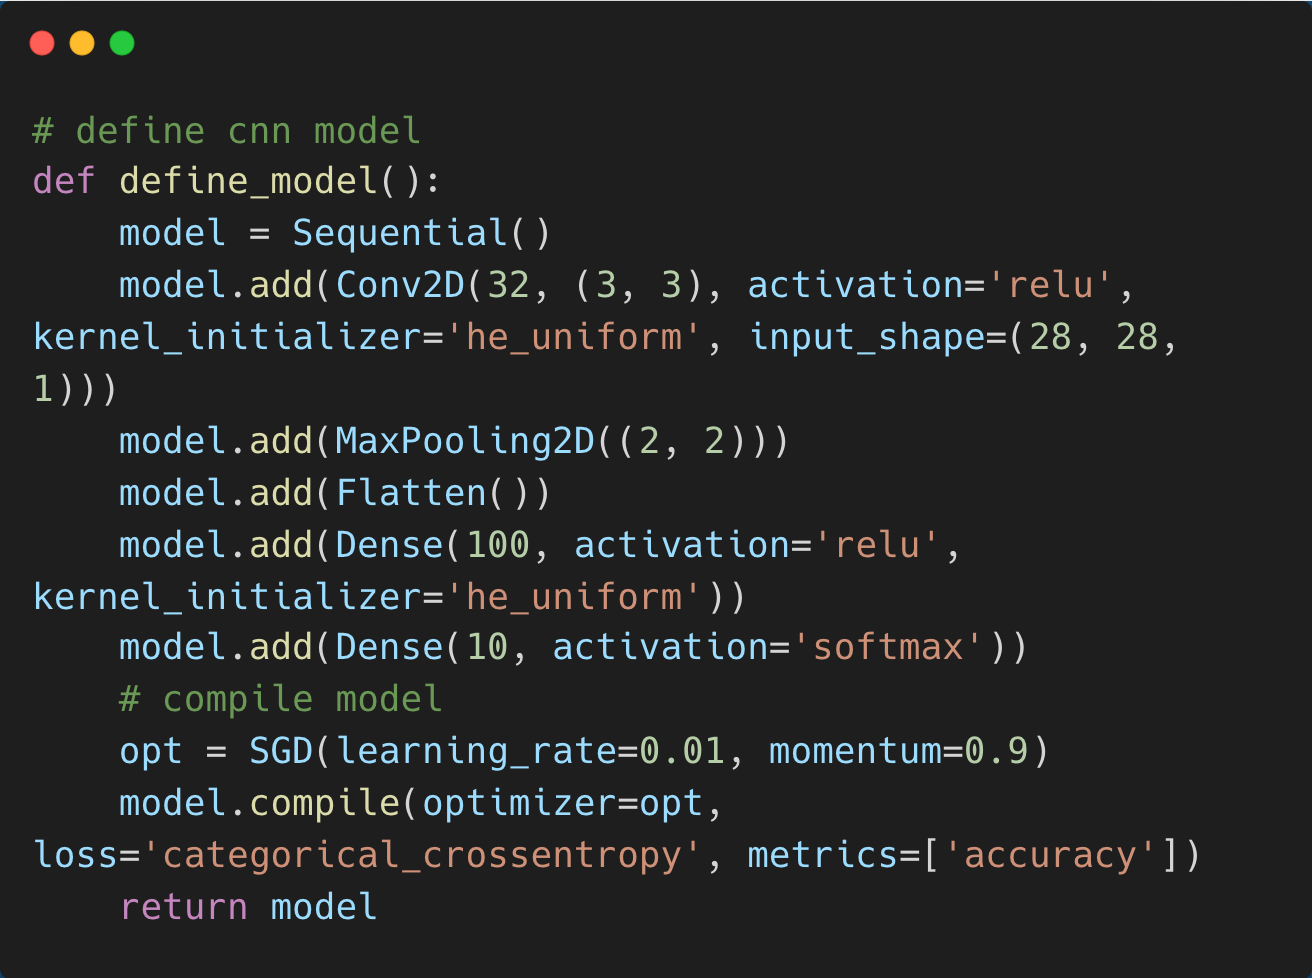 # define cnn model
def define_model():
    model = Sequential()
    model.add(Conv2D(32, (3, 3), activation='relu',
kernel_initializer='he_uniform', input_shape=(28, 28,
1)))
    model.add(MaxPooling2D((2, 2)))
    model.add(Flatten())
    model.add(Dense(100, activation='relu',
kernel_initializer='he_uniform'))
    model.add(Dense(10, activation='softmax'))
    # compile model
    opt = SGD(learning_rate=0.01, momentum=0.9)
    model.compile(optimizer=opt,
loss='categorical_crossentropy', metrics=['accuracy'])
    return model